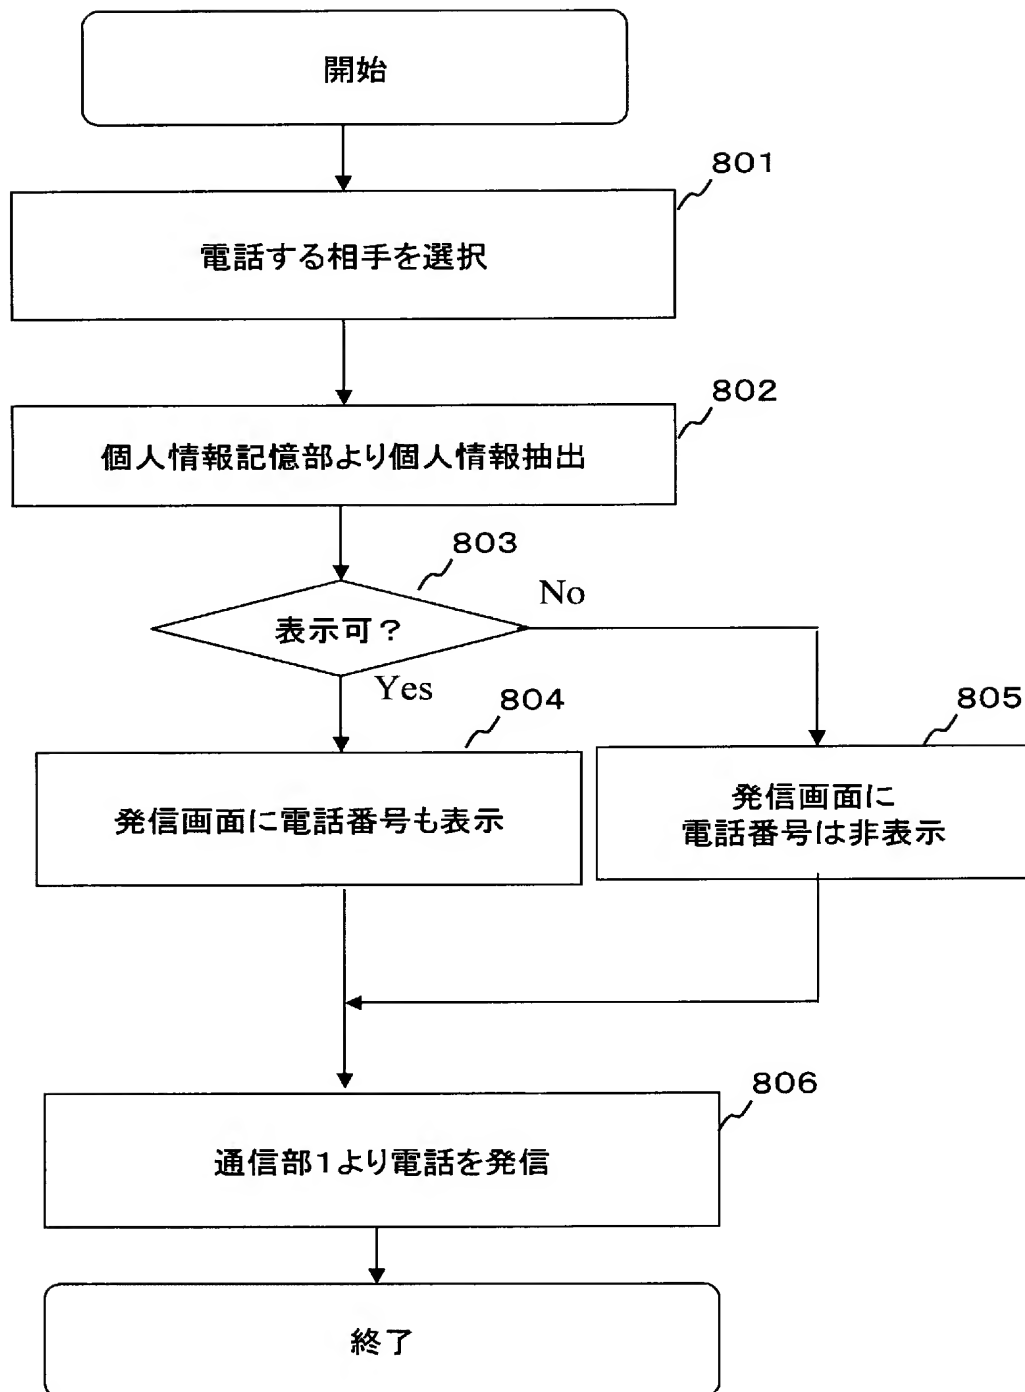 開始
801
電話する相手を選択
802
個人情報記憶部より個人情報抽出
803
表示可？
No
Yes
804
発信画面に電話番号も表示
805
発信画面に
電話番号は非表示
806
通信部１より電話を発信
終了